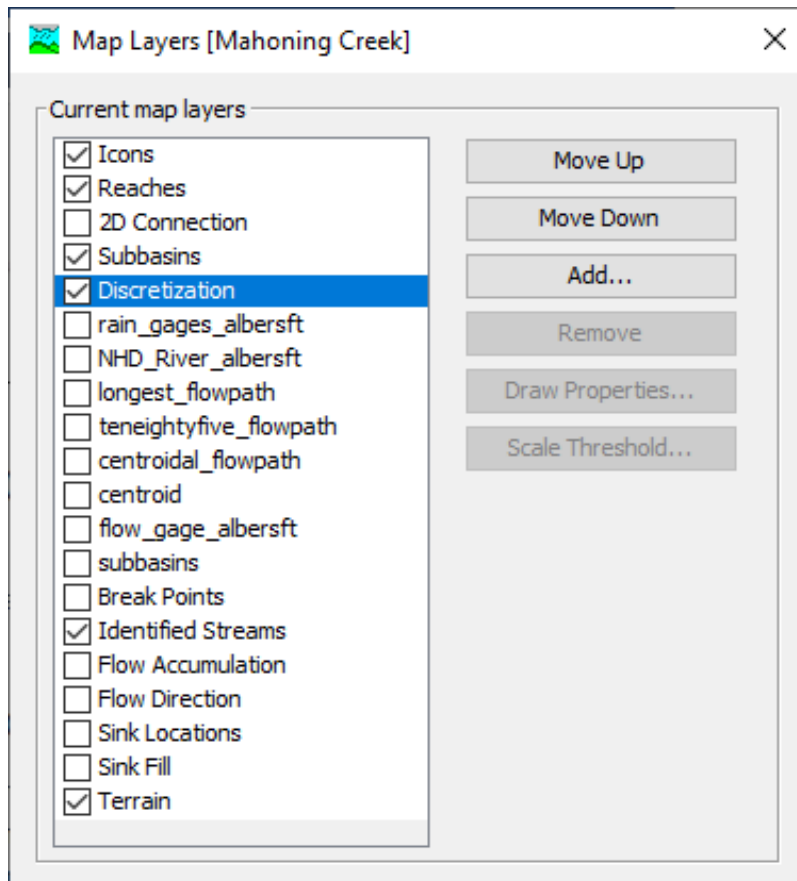 Map Layers [Mahoning Creek]
Current map layers
Icons
Reaches
2D Connection
Subbasins
Discretization
rain_gages_albersft
NHD_River_albersft
longest_flowpath
teneightyfive_flowpath
centroidal_flowpath
centroid
flow_gage_albersft
subbasins
Break Points
Identified Streams
Flow Accumulation
Flow Direction
Sink Locations
Sink Fill
Terrain
Move Up
Move Down
Add...
Remove
Draw Properties...
Scale Threshold...